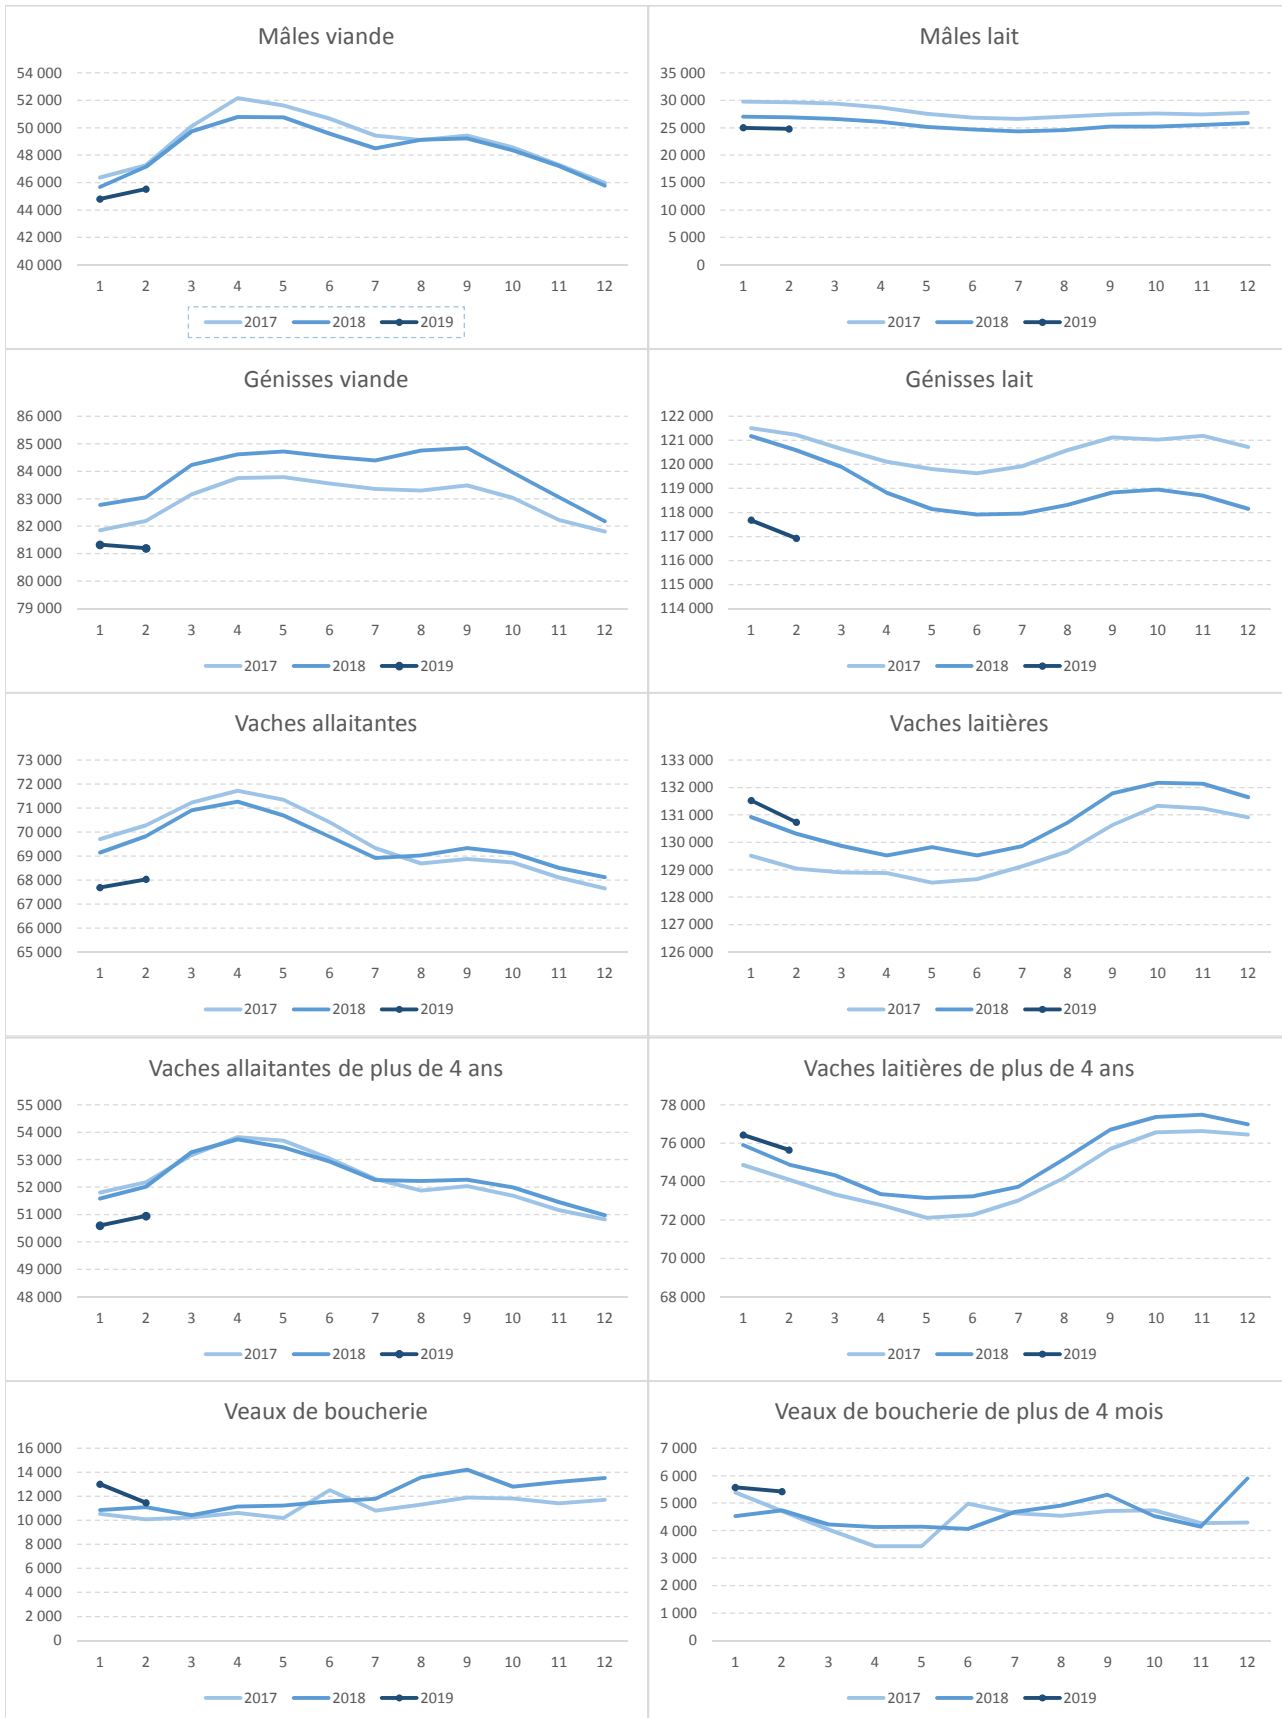 Mâles viande
54 000
52 000
50 000
48 000
46 000
44 000
42 000
40 000
1 2 3 4 5 6 7 8 9 10 11 12
2017 2018 2019
Mâles lait
35 000
30 000
25 000
20 000
15 000
10 000
5 000
0
1 2 3 4 5 6 7 8 9 10 11 12
2017 2018 2019
Génisses viande
86 000
85 000
84 000
83 000
82 000
81 000
80 000
79 000
1 2 3 4 5 6 7 8 9 10 11 12
2017 2018 2019
Génisses lait
122 000
121 000
120 000
119 000
118 000
117 000
116 000
115 000
114 000
1 2 3 4 5 6 7 8 9 10 11 12
2017 2018 2019
Vaches allaitantes
73 000
72 000
71 000
70 000
69 000
68 000
67 000
66 000
65 000
1 2 3 4 5 6 7 8 9 10 11 12
2017 2018 2019
Vaches laitières
133 000
132 000
131 000
130 000
129 000
128 000
127 000
126 000
1 2 3 4 5 6 7 8 9 10 11 12
2017 2018 2019
Vaches allaitantes de plus de 4 ans
55 000
54 000
53 000
52 000
51 000
50 000
49 000
48 000
1 2 3 4 5 6 7 8 9 10 11 12
2017 2018 2019
Vaches laitières de plus de 4 ans
78 000
76 000
74 000
72 000
70 000
68 000
1 2 3 4 5 6 7 8 9 10 11 12
2017 2018 2019
Veaux de boucherie
16 000
14 000
12 000
10 000
8 000
6 000
4 000
2 000
0
1 2 3 4 5 6 7 8 9 10 11 12
2017 2018 2019
Veaux de boucherie de plus de 4 mois
7 000
6 000
5 000
4 000
3 000
2 000
1 000
0
1 2 3 4 5 6 7 8 9 10 11 12
2017 2018 2019